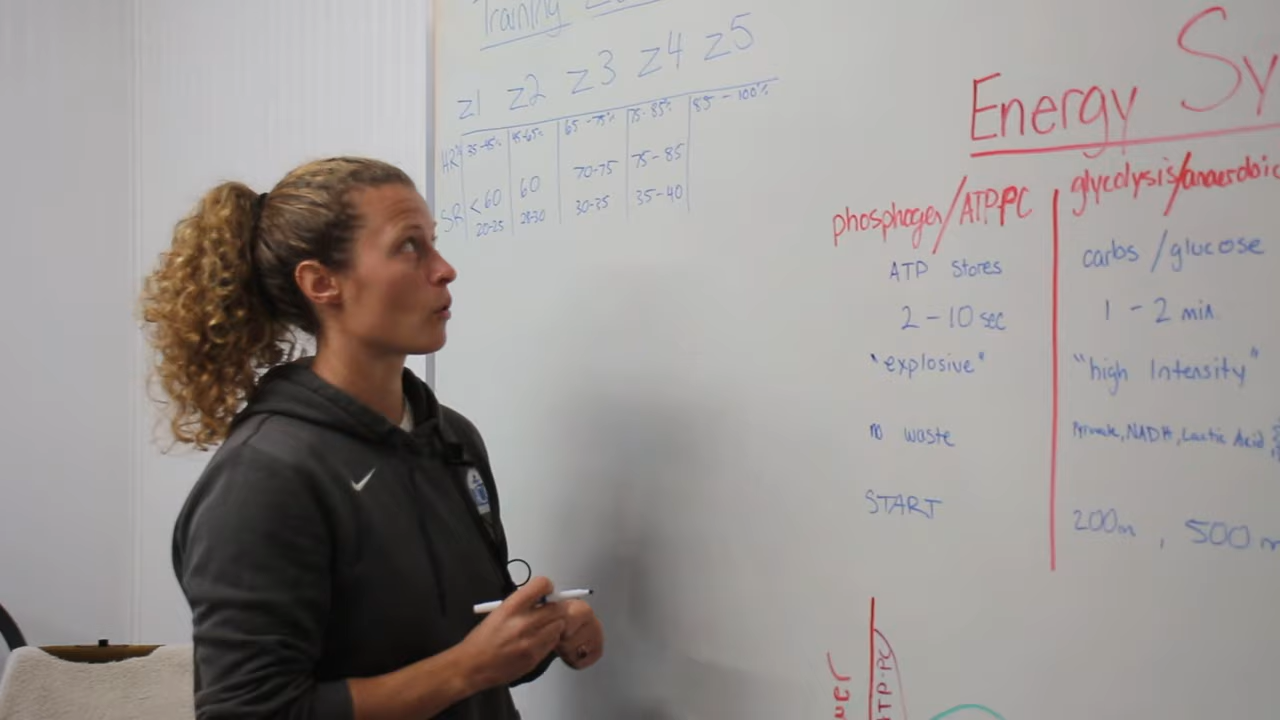 Training
Z1 Z2 Z3 Z4 Z5
HR% 35-45% 45-65% 65-75% 75-85% 85-100%
<60 60 70-75 75-85
SR 20-25 28-30 30-35 35-40
Energy Sy
phosphagen/ATP-PC glycolysis/anaerobic
ATP Stores carbs/glucose
2-10 sec 1-2 min
"explosive" "high Intensity"
no waste Pyruvate, NADH, Lactic Acid
START 200m, 500m
ATP-PC